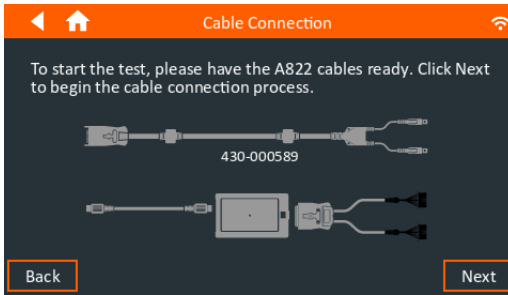 Cable Connection
To start the test, please have the A822 cables ready. Click Next
to begin the cable connection process.
430-000589
Back
Next